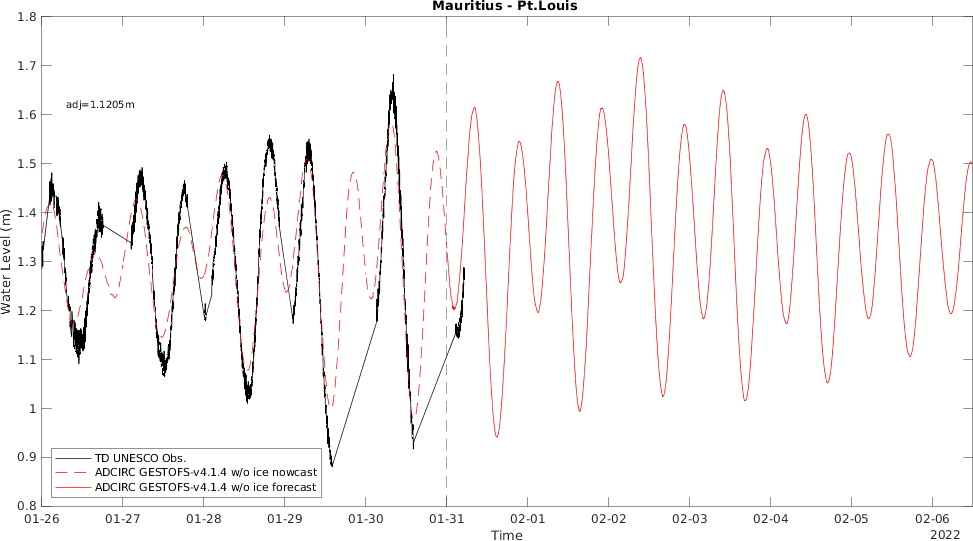 Mauritius - Pt.Louis
1.8
1.7
1.6
1.5
1.4
1.3
1.2
1.1
1
0.9
0.8
Water Level (m)
adj=1.1205m
TD UNESCO Obs.
ADCIRC GESTOFS-v4.1.4 w/o ice nowcast
ADCIRC GESTOFS-v4.1.4 w/o ice forecast
01-26 01-27 01-28 01-29 01-30 01-31 02-01 02-02 02-03 02-04 02-05 02-06
2022
Time